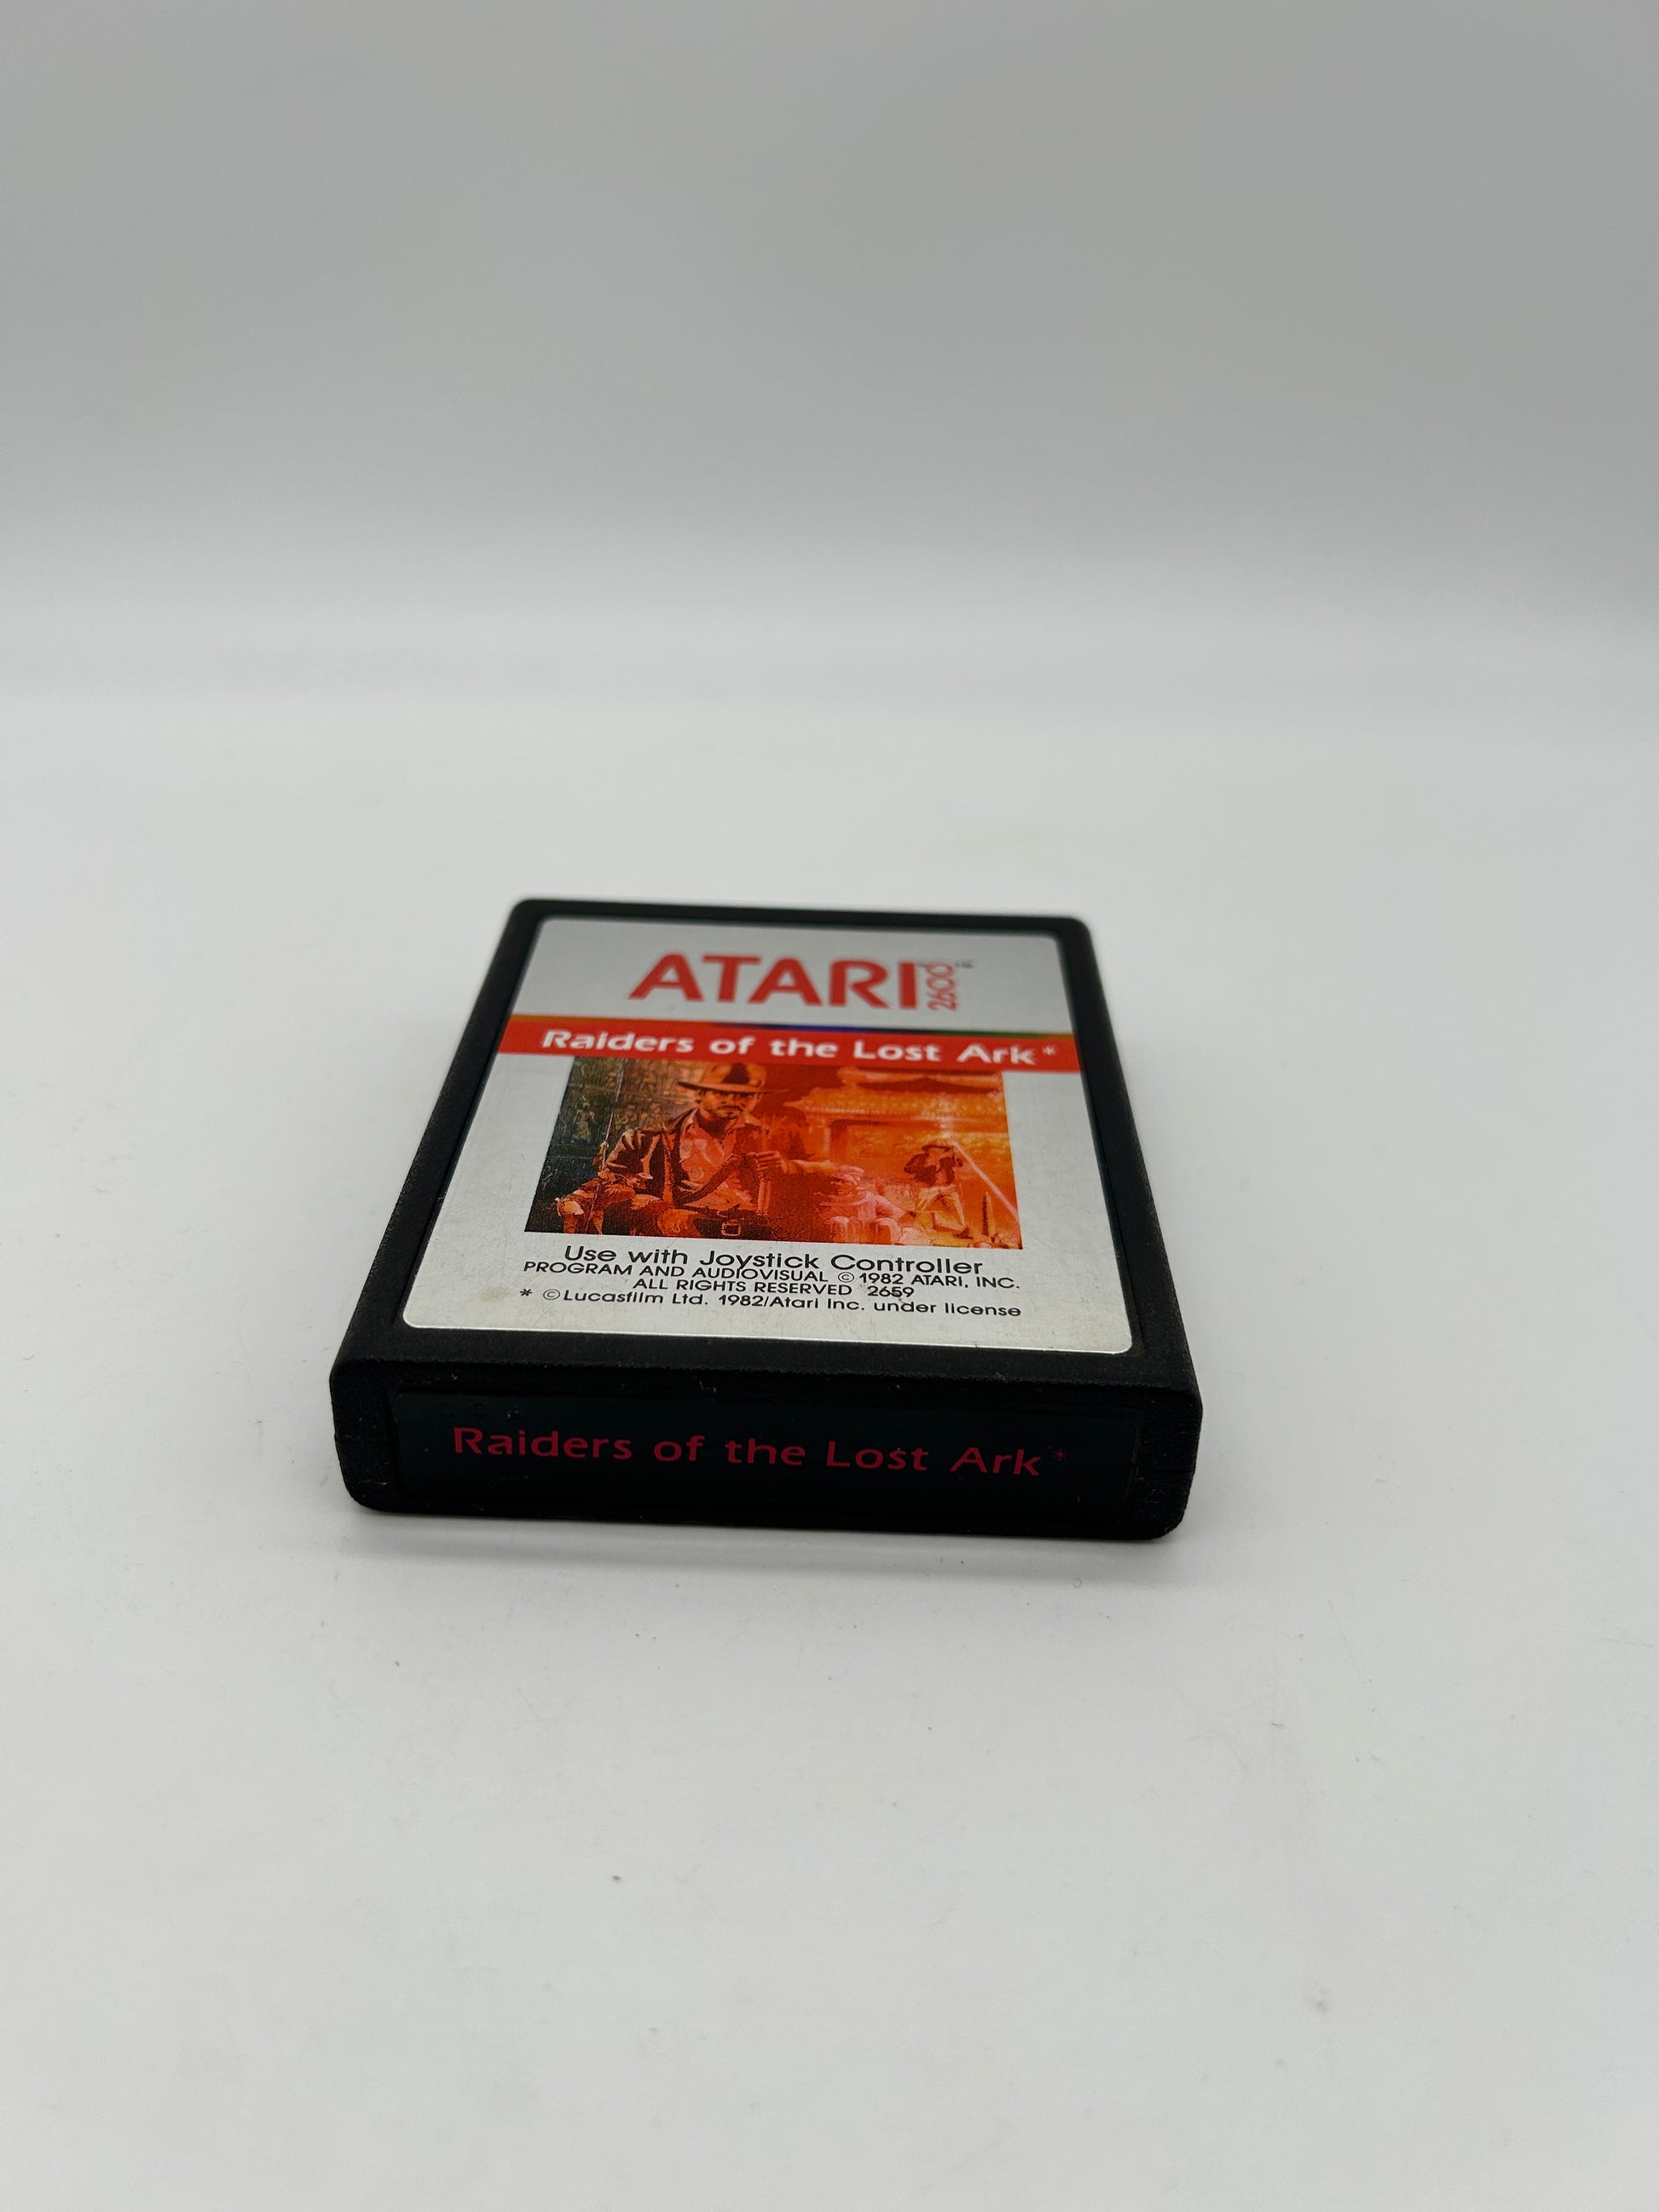 ATARI 2600™
Raiders of the Lost Ark*
Use with Joystick Controller
PROGRAM AND AUDIOVISUAL ©1982 ATARI, INC.
ALL RIGHTS RESERVED 2659
* ©Lucasfilm Ltd. 1982/Atari Inc. under license
Raiders of the Lost Ark*